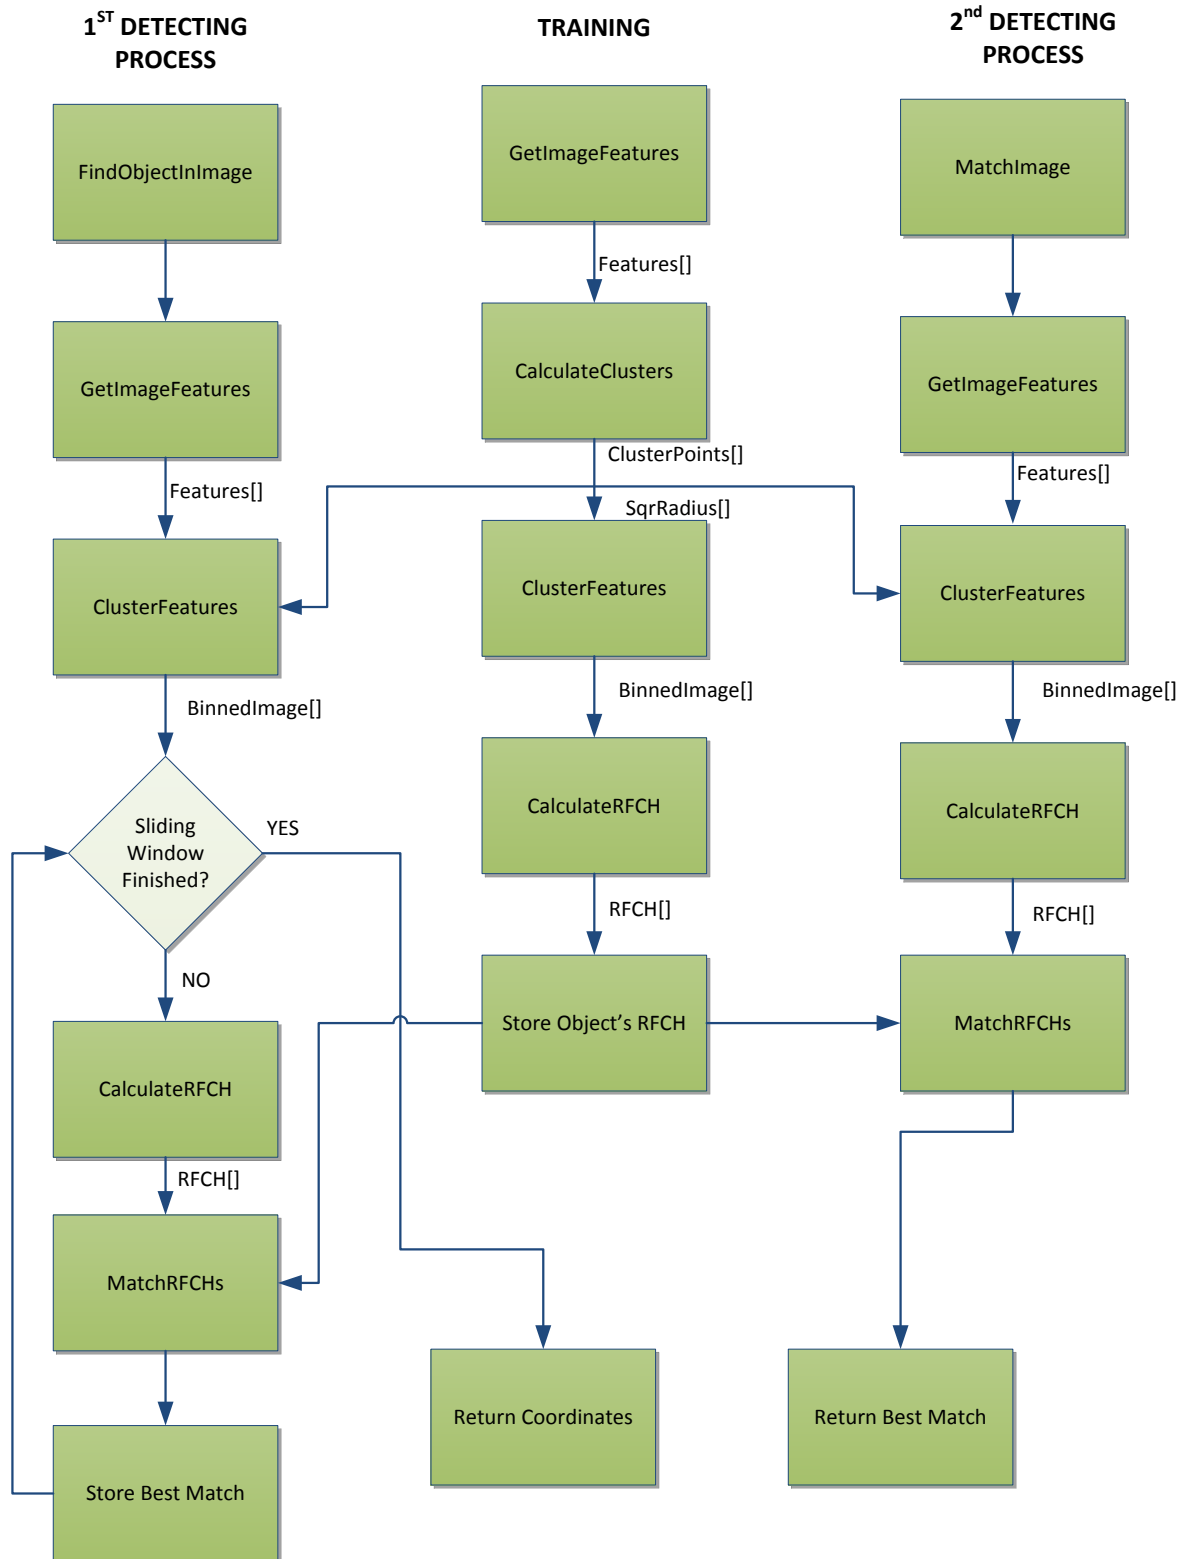 1ST DETECTING
PROCESS
TRAINING
2nd DETECTING
PROCESS
FindObjectInImage
GetImageFeatures
Features[]
ClusterFeatures
BinnedImage[]
Sliding
Window
Finished?
YES
NO
CalculateRFCH
RFCH[]
MatchRFCHs
Store Best Match
GetImageFeatures
Features[]
CalculateClusters
ClusterPoints[]
SqrRadius[]
ClusterFeatures
BinnedImage[]
CalculateRFCH
RFCH[]
Store Object’s RFCH
Return Coordinates
MatchImage
GetImageFeatures
Features[]
ClusterFeatures
BinnedImage[]
CalculateRFCH
RFCH[]
MatchRFCHs
Return Best Match